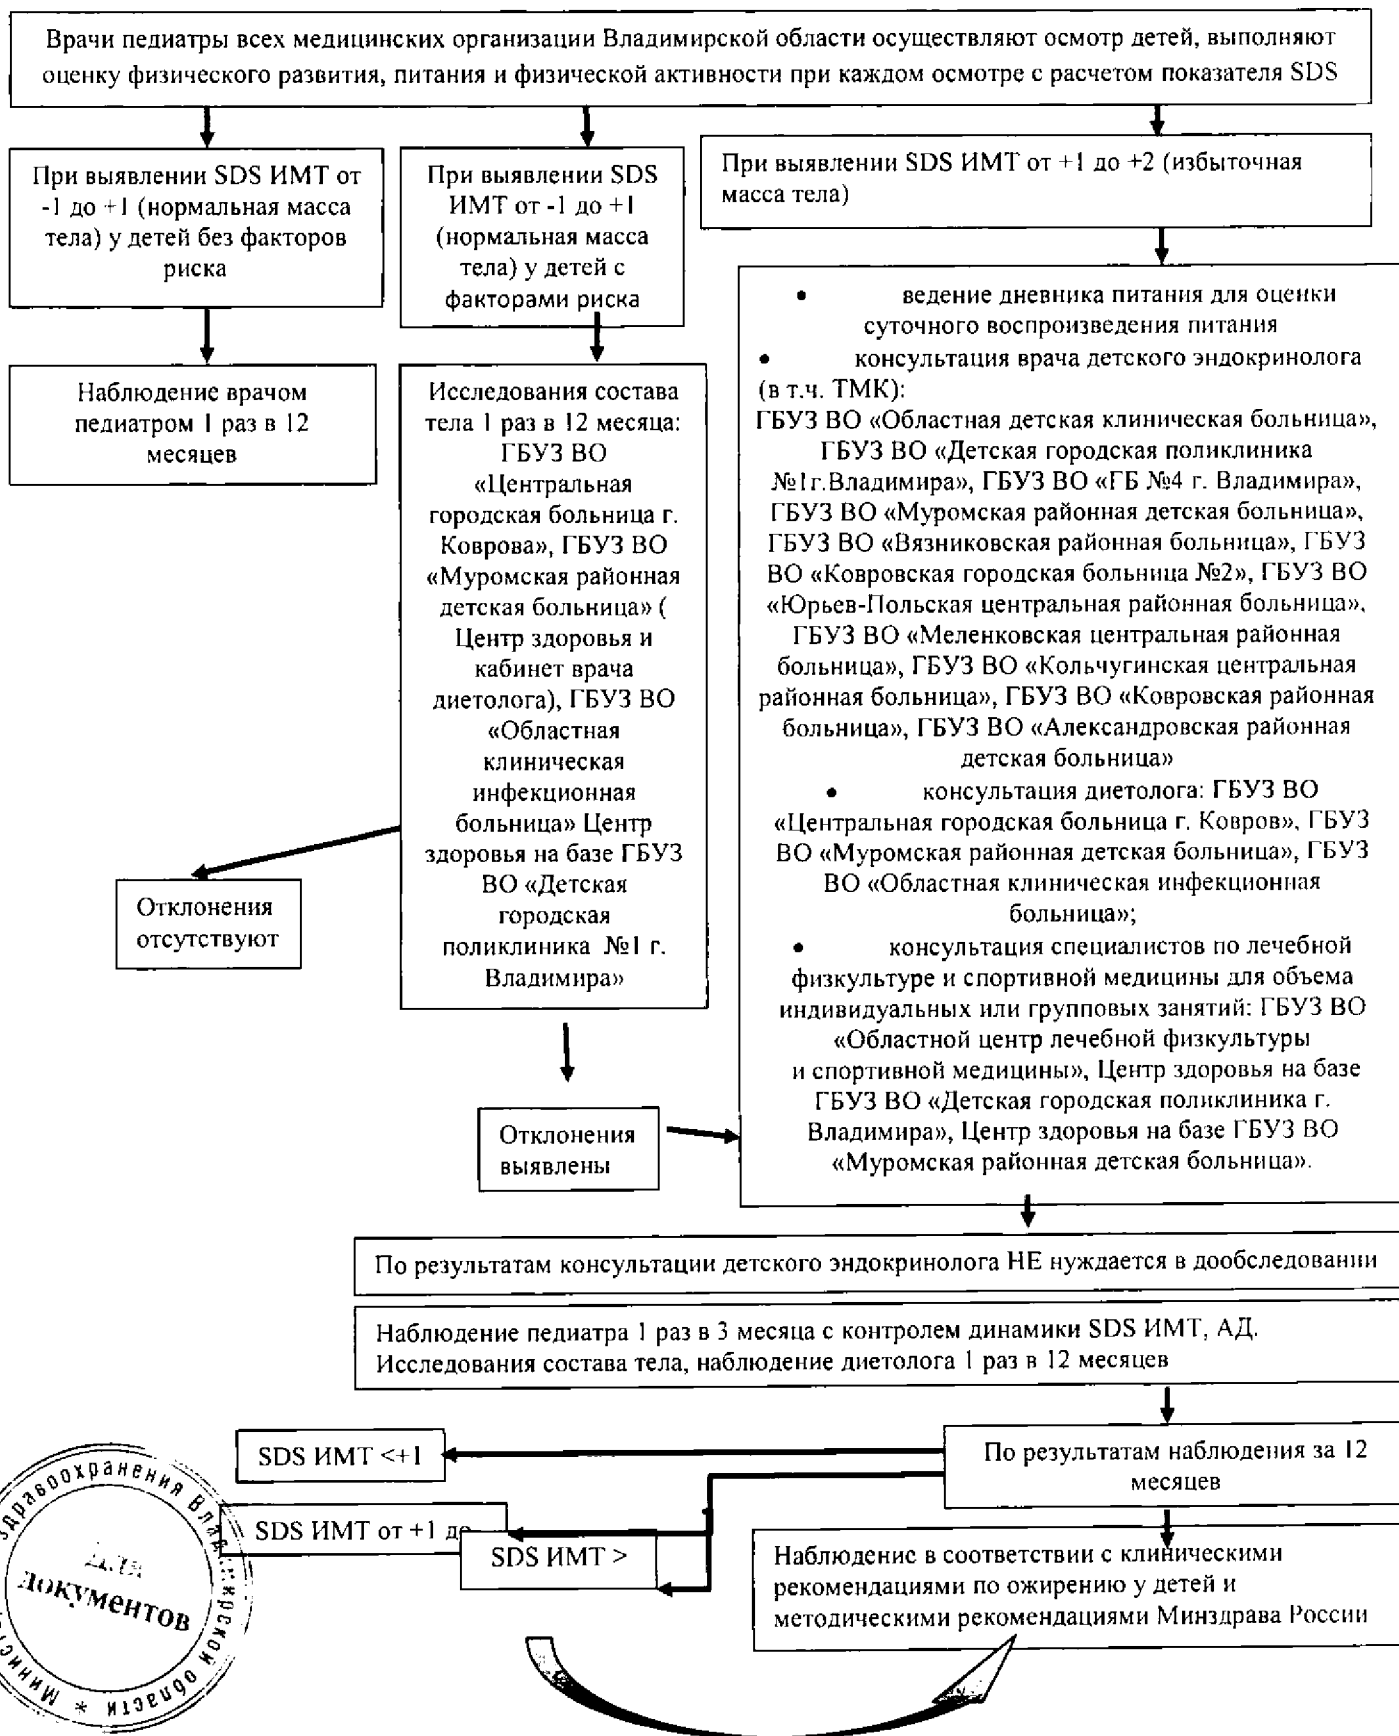 Врачи педиатры всех медицинских организации Владимирской области осуществляют осмотр детей, выполняют
оценку физического развития, питания и физической активности при каждом осмотре с расчетом показателя SDS
При выявлении SDS ИМТ от
-1 до +1 (нормальная масса
тела) у детей без факторов
риска
При выявлении SDS
ИМТ от -1 до +1
(нормальная масса
тела) у детей с
факторами риска
При выявлении SDS ИМТ от +1 до +2 (избыточная
масса тела)
Наблюдение врачом
педиатром 1 раз в 12
месяцев
Исследования состава
тела 1 раз в 12 месяца:
ГБУЗ ВО
«Центральная
городская больница г.
Коврова», ГБУЗ ВО
«Муромская районная
детская больница» (
Центр здоровья и
кабинет врача
диетолога), ГБУЗ ВО
«Областная
клиническая
инфекционная
больница» Центр
здоровья на базе ГБУЗ
ВО «Детская
городская
поликлиника №1 г.
Владимира»
• ведение дневника питания для оценки
суточного воспроизведения питания
• консультация врача детского эндокринолога
(в т.ч. ТМК):
ГБУЗ ВО «Областная детская клиническая больница»,
ГБУЗ ВО «Детская городская поликлиника
№1г.Владимира», ГБУЗ ВО «ГБ №4 г. Владимира»,
ГБУЗ ВО «Муромская районная детская больница»,
ГБУЗ ВО «Вязниковская районная больница», ГБУЗ
ВО «Ковровская городская больница №2», ГБУЗ ВО
«Юрьев-Польская центральная районная больница»,
ГБУЗ ВО «Меленковская центральная районная
больница», ГБУЗ ВО «Кольчугинская центральная
районная больница», ГБУЗ ВО «Ковровская районная
больница», ГБУЗ ВО «Александровская районная
детская больница»
• консультация диетолога: ГБУЗ ВО
«Центральная городская больница г. Ковров», ГБУЗ
ВО «Муромская районная детская больница», ГБУЗ
ВО «Областная клиническая инфекционная
больница»;
• консультация специалистов по лечебной
физкультуре и спортивной медицины для объема
индивидуальных или групповых занятий: ГБУЗ ВО
«Областной центр лечебной физкультуры
и спортивной медицины», Центр здоровья на базе
ГБУЗ ВО «Детская городская поликлиника г.
Владимира», Центр здоровья на базе ГБУЗ ВО
«Муромская районная детская больница».
Отклонения
отсутствуют
Отклонения
выявлены
По результатам консультации детского эндокринолога НЕ нуждается в дообследовании
Наблюдение педиатра 1 раз в 3 месяца с контролем динамики SDS ИМТ, АД.
Исследования состава тела, наблюдение диетолога 1 раз в 12 месяцев
По результатам наблюдения за 12
месяцев
SDS ИМТ <+1
SDS ИМТ от +1 до
SDS ИМТ >
Наблюдение в соответствии с клиническими
рекомендациями по ожирению у детей и
методическими рекомендациями Минздрава России
здравоохранения Владимирской области *
Для
документов